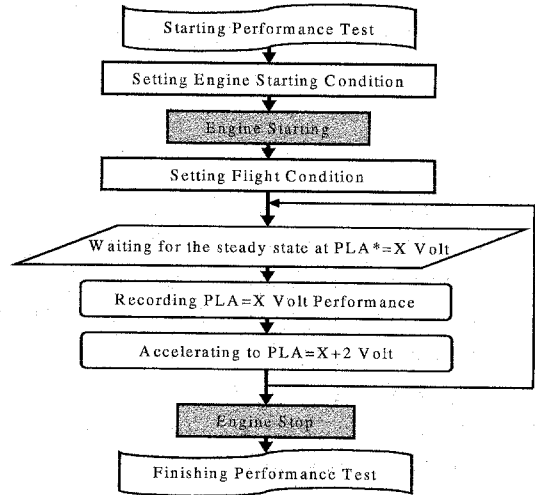 Starting Performance Test
Setting Engine Starting Condition
Engine Starting
Setting Flight Condition
Waiting for the steady state at PLA*=X Volt
Recording PLA=X Volt Performance
Accelerating to PLA=X+2 Volt
Engine Stop
Finishing Performance Test